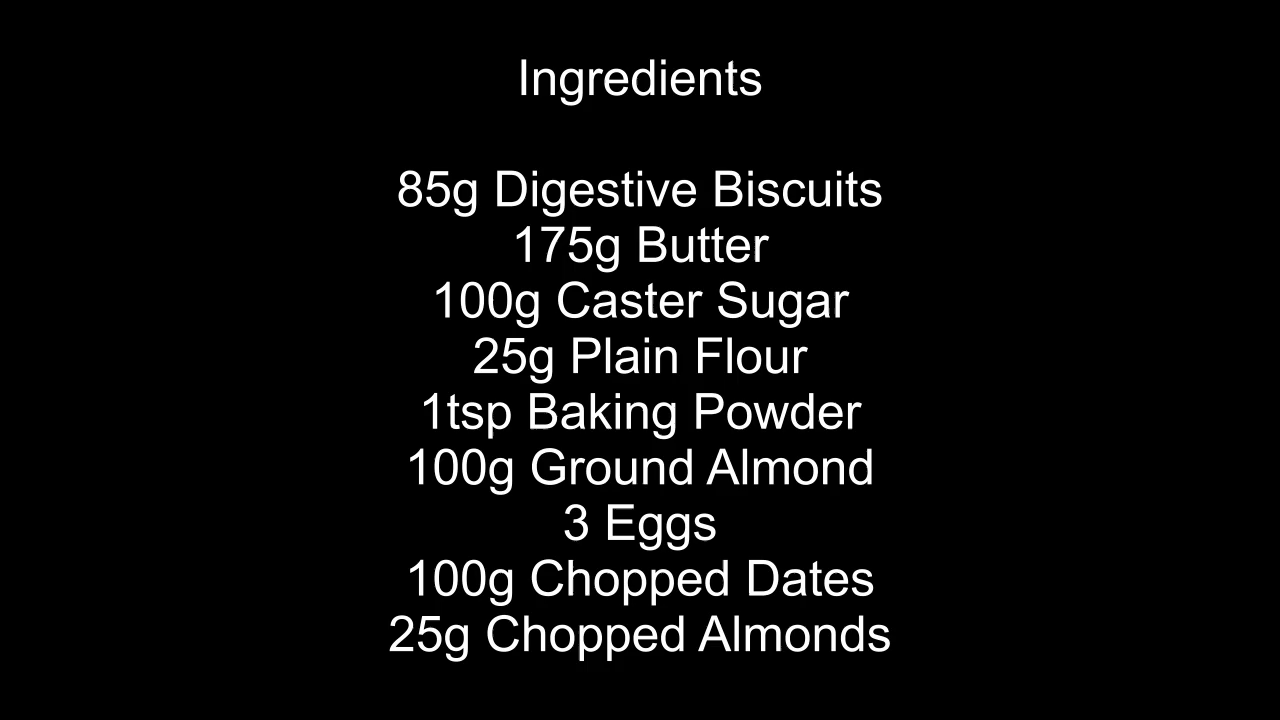 Ingredients
85g Digestive Biscuits
175g Butter
100g Caster Sugar
25g Plain Flour
1tsp Baking Powder
100g Ground Almond
3 Eggs
100g Chopped Dates
25g Chopped Almonds